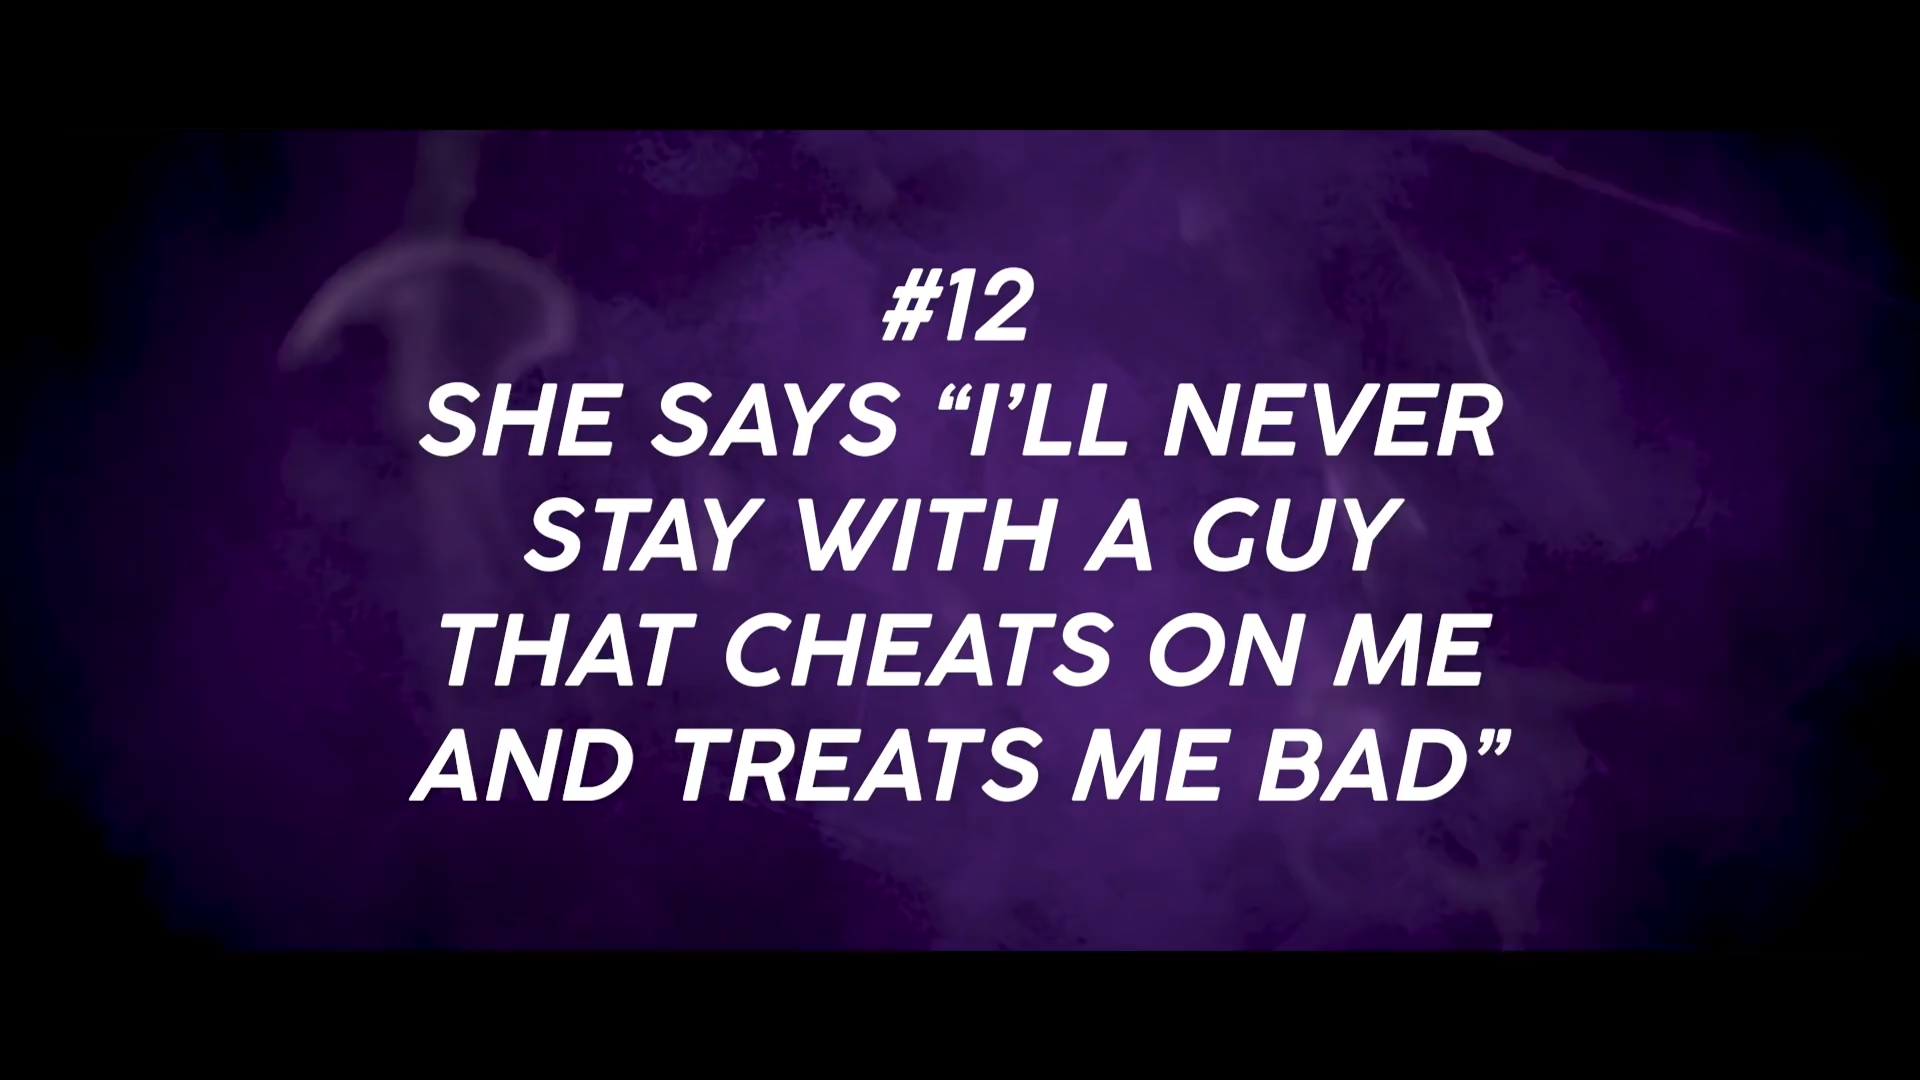 #12
SHE SAYS “I’LL NEVER
STAY WITH A GUY
THAT CHEATS ON ME
AND TREATS ME BAD”